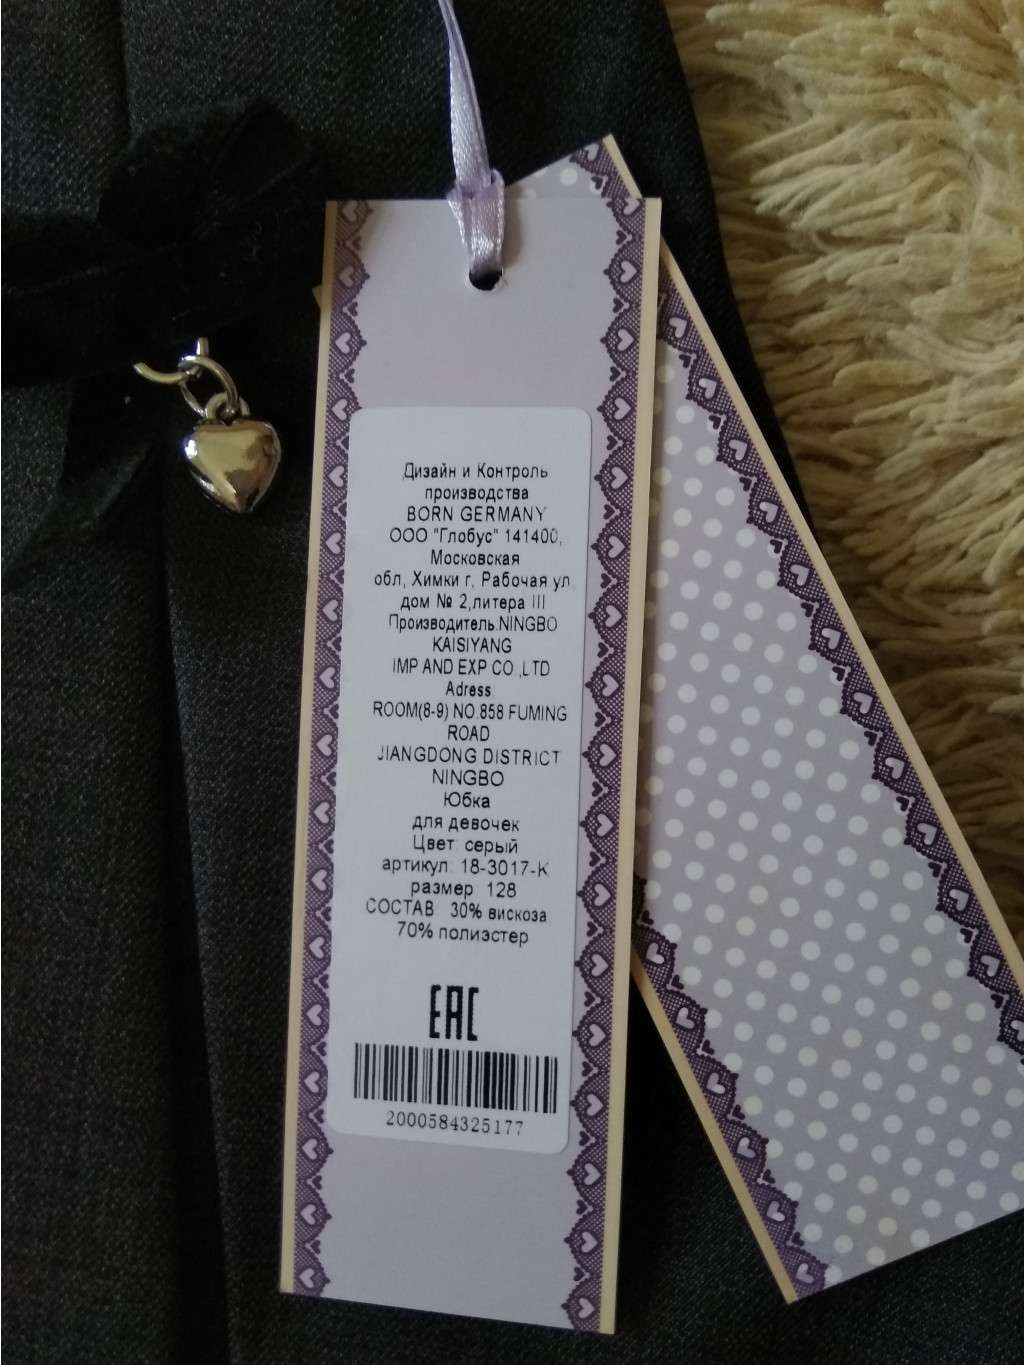 Дизайн и Контроль
производства
BORN GERMANY
ООО "Глобус" 141400,
Московская
обл, Химки г, Рабочая ул,
дом № 2,литера III
Производитель:NINGBO
KAISIYANG
IMP AND EXP CO.,LTD
Adress:
ROOM(8-9) NO.858 FUMING
ROAD
JIANGDONG DISTRICT
NINGBO
Юбка
для девочек
Цвет: серый
артикул: 18-3017-К
размер: 128
СОСТАВ: 30% вискоза,
70% полиэстер
EAC
2000584325177